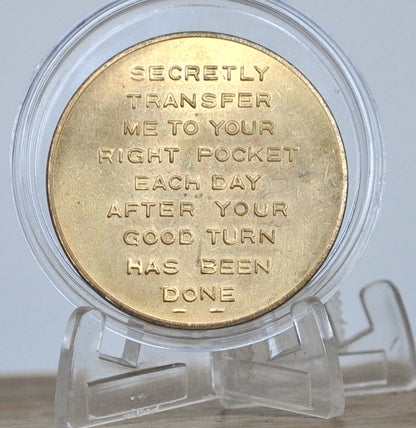 SECRETLY
TRANSFER
ME TO YOUR
RIGHT POCKET
EACH DAY
AFTER YOUR
GOOD TURN
HAS BEEN
DONE